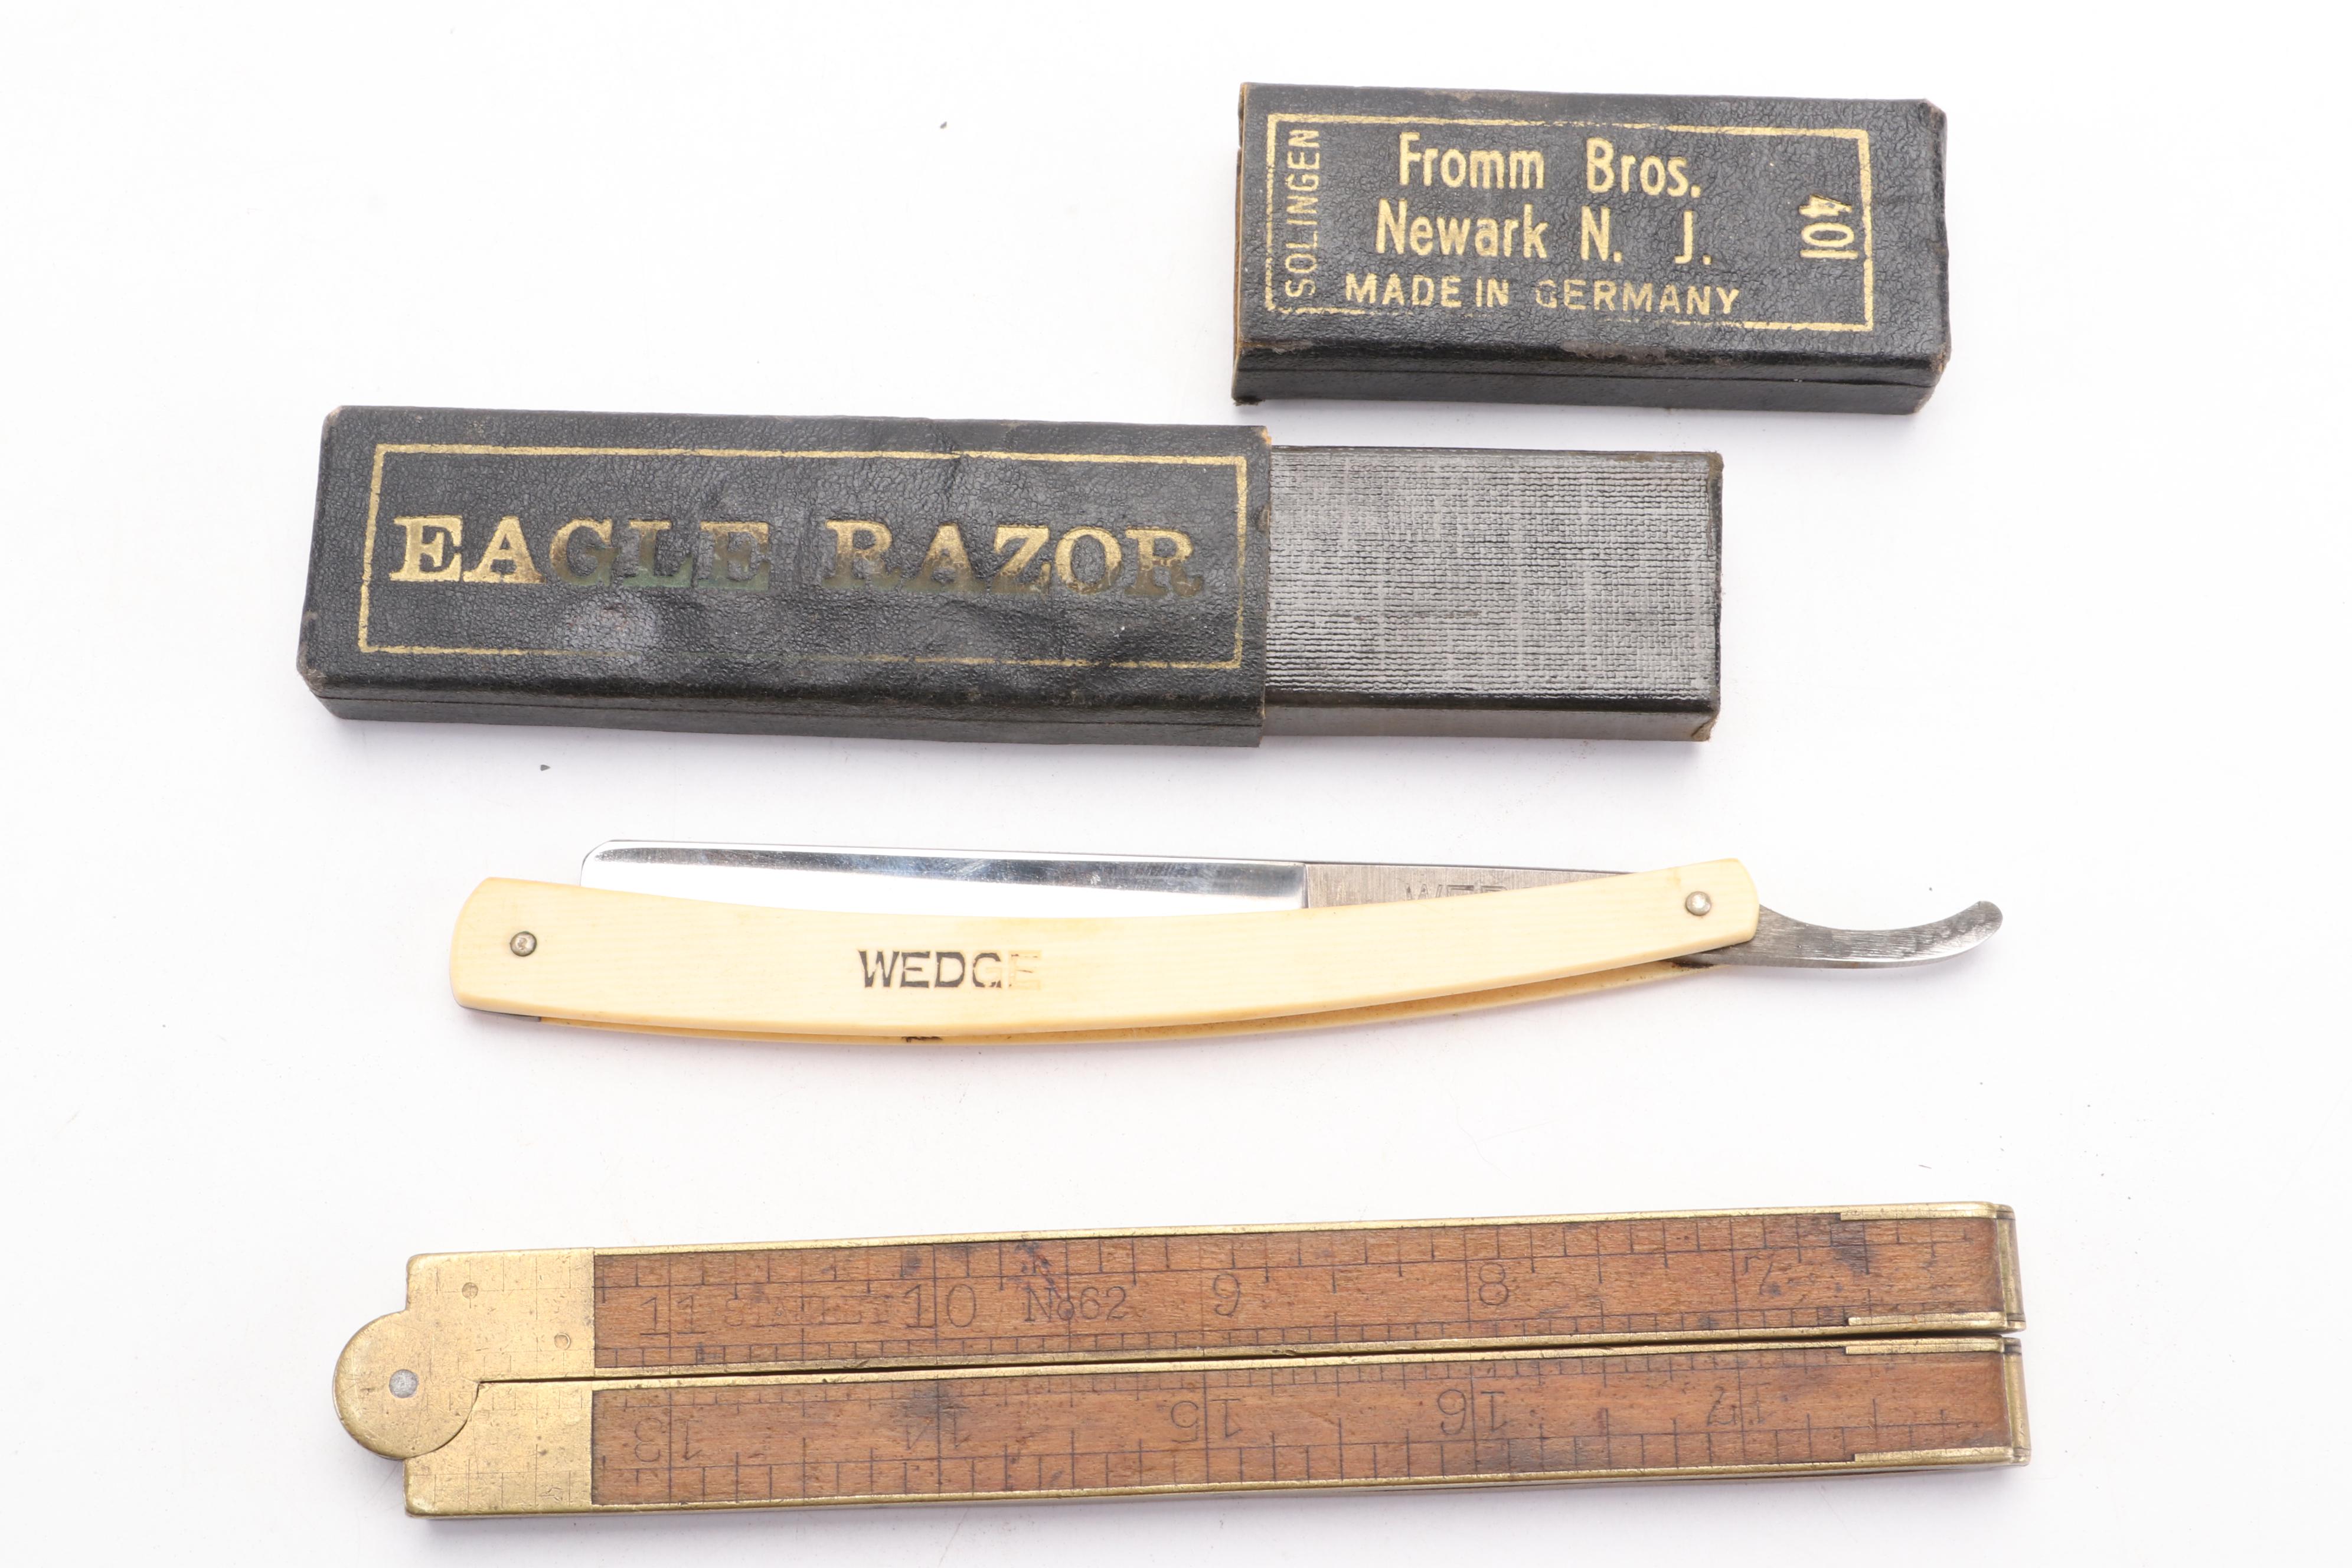 SOLINGEN
Fromm Bros.
Newark N. J.
MADE IN GERMANY
401
EAGLE RAZOR
WEDGE
11 STANLEY 10 No62 9 8 7
13 14 15 16 17